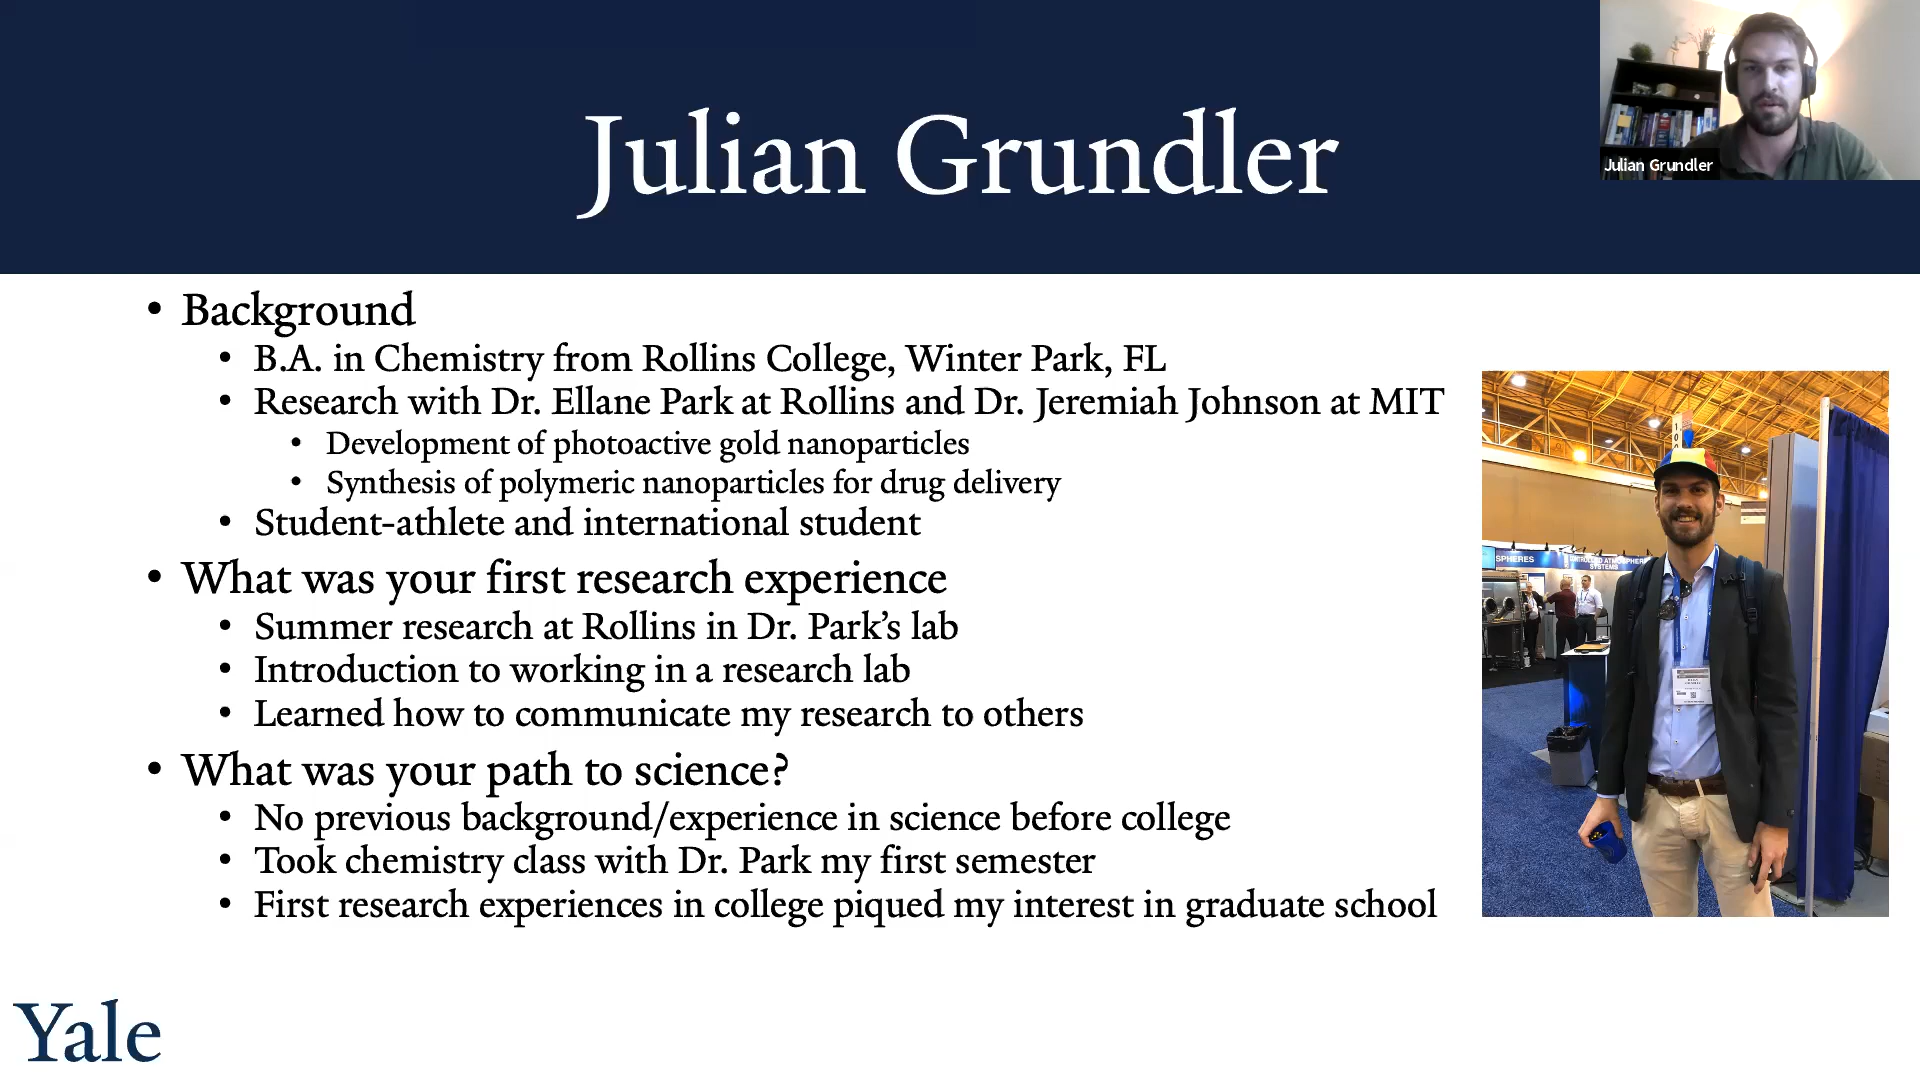 Julian Grundler
Julian Grundler
• Background
• B.A. in Chemistry from Rollins College, Winter Park, FL
• Research with Dr. Ellane Park at Rollins and Dr. Jeremiah Johnson at MIT
• Development of photoactive gold nanoparticles
• Synthesis of polymeric nanoparticles for drug delivery
• Student-athlete and international student
• What was your first research experience
• Summer research at Rollins in Dr. Park’s lab
• Introduction to working in a research lab
• Learned how to communicate my research to others
• What was your path to science?
• No previous background/experience in science before college
• Took chemistry class with Dr. Park my first semester
• First research experiences in college piqued my interest in graduate school
SPHERES
CONTROLLED ATMOSPHERE
SYSTEMS
Yale